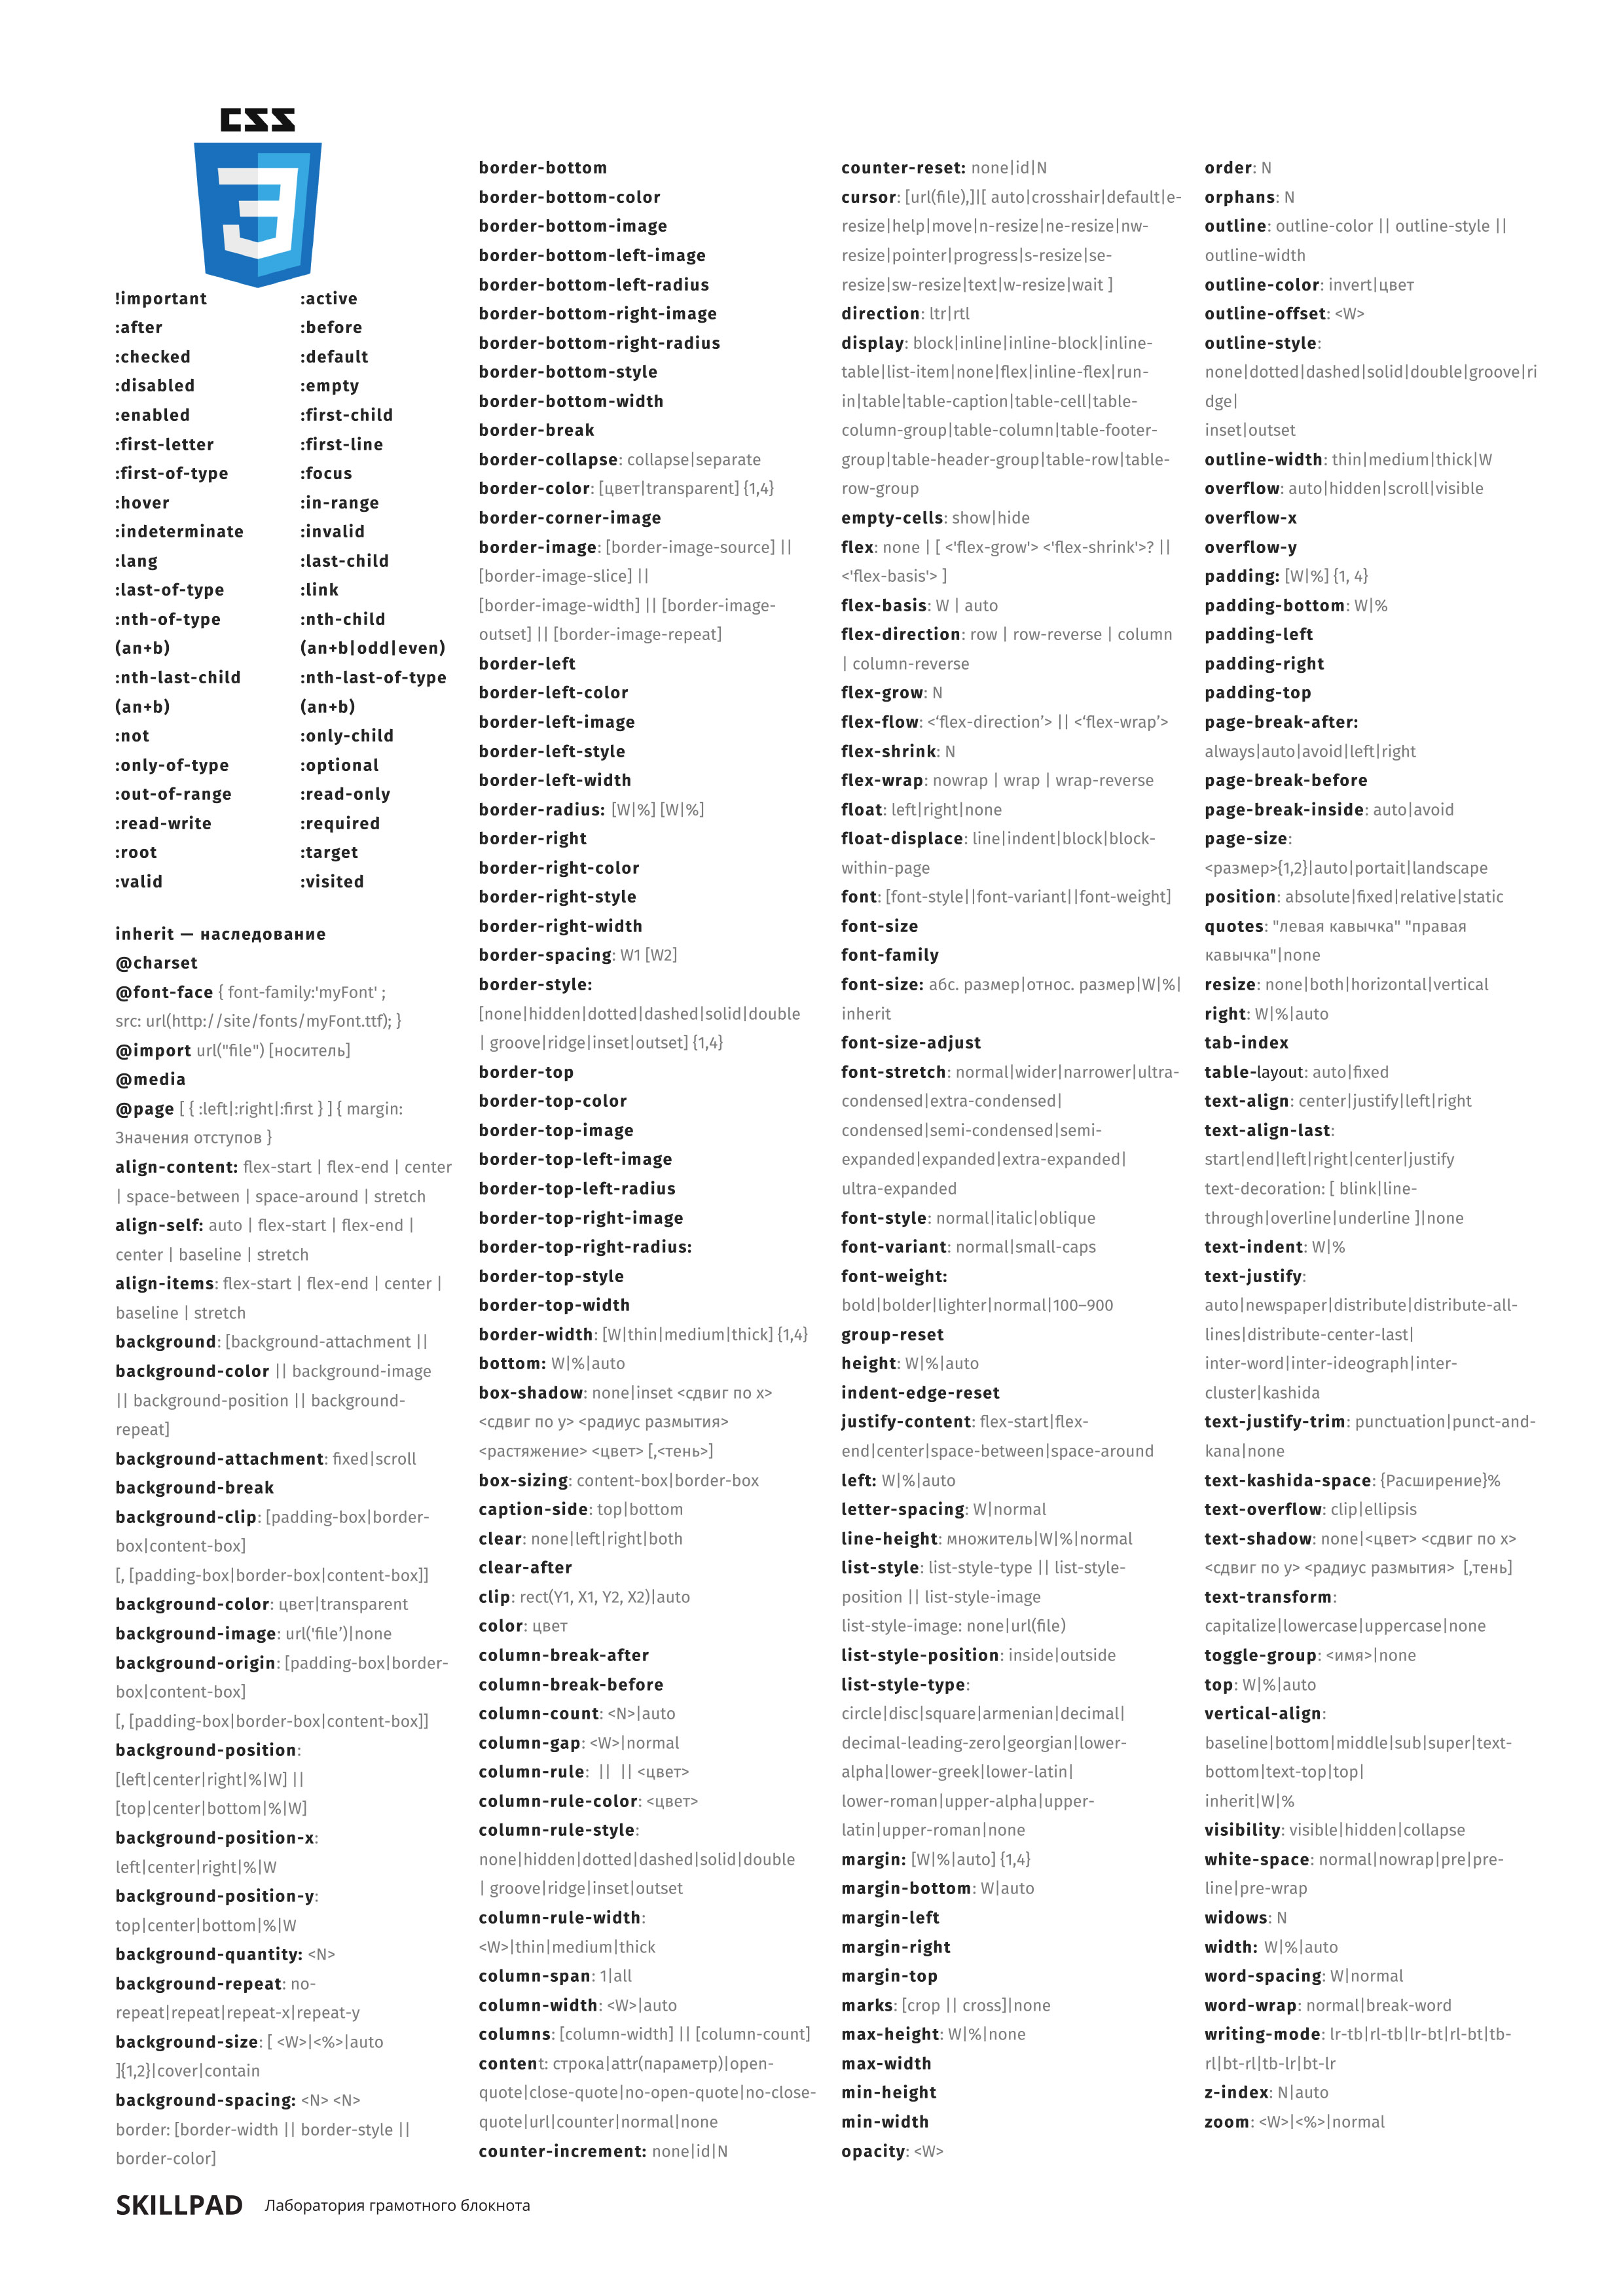 CSS
3
!important :active
:after :before
:checked :default
:disabled :empty
:enabled :first-child
:first-letter :first-line
:first-of-type :focus
:hover :in-range
:indeterminate :invalid
:lang :last-child
:last-of-type :link
:nth-of-type :nth-child
(an+b) (an+b|odd|even)
:nth-last-child :nth-last-of-type
(an+b) (an+b)
:not :only-child
:only-of-type :optional
:out-of-range :read-only
:read-write :required
:root :target
:valid :visited
inherit — наследование
@charset
@font-face { font-family:'myFont' ;
src: url(http://site/fonts/myFont.ttf); }
@import url("file") [носитель]
@media
@page [ { :left|:right|:first } ] { margin:
Значения отступов }
align-content: flex-start | flex-end | center
| space-between | space-around | stretch
align-self: auto | flex-start | flex-end |
center | baseline | stretch
align-items: flex-start | flex-end | center |
baseline | stretch
background: [background-attachment ||
background-color || background-image
|| background-position || background-
repeat]
background-attachment: fixed|scroll
background-break
background-clip: [padding-box|border-
box|content-box]
[, [padding-box|border-box|content-box]]
background-color: цвет|transparent
background-image: url('file’)|none
background-origin: [padding-box|border-
box|content-box]
[, [padding-box|border-box|content-box]]
background-position:
[left|center|right|%|W] ||
[top|center|bottom|%|W]
background-position-x:
left|center|right|%|W
background-position-y:
top|center|bottom|%|W
background-quantity: <N>
background-repeat: no-
repeat|repeat|repeat-x|repeat-y
background-size: [ <W>|<%>|auto
]{1,2}|cover|contain
background-spacing: <N> <N>
border: [border-width || border-style ||
border-color]
border-bottom
border-bottom-color
border-bottom-image
border-bottom-left-image
border-bottom-left-radius
border-bottom-right-image
border-bottom-right-radius
border-bottom-style
border-bottom-width
border-break
border-collapse: collapse|separate
border-color: [цвет|transparent] {1,4}
border-corner-image
border-image: [border-image-source] ||
[border-image-slice] ||
[border-image-width] || [border-image-
outset] || [border-image-repeat]
border-left
border-left-color
border-left-image
border-left-style
border-left-width
border-radius: [W|%] [W|%]
border-right
border-right-color
border-right-style
border-right-width
border-spacing: W1 [W2]
border-style:
[none|hidden|dotted|dashed|solid|double
| groove|ridge|inset|outset] {1,4}
border-top
border-top-color
border-top-image
border-top-left-image
border-top-left-radius
border-top-right-image
border-top-right-radius:
border-top-style
border-top-width
border-width: [W|thin|medium|thick] {1,4}
bottom: W|%|auto
box-shadow: none|inset <сдвиг по x>
<сдвиг по y> <радиус размытия>
<растяжение> <цвет> [,<тень>]
box-sizing: content-box|border-box
caption-side: top|bottom
clear: none|left|right|both
clear-after
clip: rect(Y1, X1, Y2, X2)|auto
color: цвет
column-break-after
column-break-before
column-count: <N>|auto
column-gap: <W>|normal
column-rule: || || <цвет>
column-rule-color: <цвет>
column-rule-style:
none|hidden|dotted|dashed|solid|double
| groove|ridge|inset|outset
column-rule-width:
<W>|thin|medium|thick
column-span: 1|all
column-width: <W>|auto
columns: [column-width] || [column-count]
content: строка|attr(параметр)|open-
quote|close-quote|no-open-quote|no-close-
quote|url|counter|normal|none
counter-increment: none|id|N
counter-reset: none|id|N
cursor: [url(file),]|[ auto|crosshair|default|e-
resize|help|move|n-resize|ne-resize|nw-
resize|pointer|progress|s-resize|se-
resize|sw-resize|text|w-resize|wait ]
direction: ltr|rtl
display: block|inline|inline-block|inline-
table|list-item|none|flex|inline-flex|run-
in|table|table-caption|table-cell|table-
column-group|table-column|table-footer-
group|table-header-group|table-row|table-
row-group
empty-cells: show|hide
flex: none | [ <'flex-grow'> <'flex-shrink'>? ||
<'flex-basis'> ]
flex-basis: W | auto
flex-direction: row | row-reverse | column
| column-reverse
flex-grow: N
flex-flow: <‘flex-direction’> || <‘flex-wrap’>
flex-shrink: N
flex-wrap: nowrap | wrap | wrap-reverse
float: left|right|none
float-displace: line|indent|block|block-
within-page
font: [font-style||font-variant||font-weight]
font-size
font-family
font-size: абс. размер|относ. размер|W|%|
inherit
font-size-adjust
font-stretch: normal|wider|narrower|ultra-
condensed|extra-condensed|
condensed|semi-condensed|semi-
expanded|expanded|extra-expanded|
ultra-expanded
font-style: normal|italic|oblique
font-variant: normal|small-caps
font-weight:
bold|bolder|lighter|normal|100–900
group-reset
height: W|%|auto
indent-edge-reset
justify-content: flex-start|flex-
end|center|space-between|space-around
left: W|%|auto
letter-spacing: W|normal
line-height: множитель|W|%|normal
list-style: list-style-type || list-style-
position || list-style-image
list-style-image: none|url(file)
list-style-position: inside|outside
list-style-type:
circle|disc|square|armenian|decimal|
decimal-leading-zero|georgian|lower-
alpha|lower-greek|lower-latin|
lower-roman|upper-alpha|upper-
latin|upper-roman|none
margin: [W|%|auto] {1,4}
margin-bottom: W|auto
margin-left
margin-right
margin-top
marks: [crop || cross]|none
max-height: W|%|none
max-width
min-height
min-width
opacity: <W>
order: N
orphans: N
outline: outline-color || outline-style ||
outline-width
outline-color: invert|цвет
outline-offset: <W>
outline-style:
none|dotted|dashed|solid|double|groove|ri
dge|
inset|outset
outline-width: thin|medium|thick|W
overflow: auto|hidden|scroll|visible
overflow-x
overflow-y
padding: [W|%] {1, 4}
padding-bottom: W|%
padding-left
padding-right
padding-top
page-break-after:
always|auto|avoid|left|right
page-break-before
page-break-inside: auto|avoid
page-size:
<размер>{1,2}|auto|portait|landscape
position: absolute|fixed|relative|static
quotes: "левая кавычка" "правая
кавычка"|none
resize: none|both|horizontal|vertical
right: W|%|auto
tab-index
table-layout: auto|fixed
text-align: center|justify|left|right
text-align-last:
start|end|left|right|center|justify
text-decoration: [ blink|line-
through|overline|underline ]|none
text-indent: W|%
text-justify:
auto|newspaper|distribute|distribute-all-
lines|distribute-center-last|
inter-word|inter-ideograph|inter-
cluster|kashida
text-justify-trim: punctuation|punct-and-
kana|none
text-kashida-space: {Расширение}%
text-overflow: clip|ellipsis
text-shadow: none|<цвет> <сдвиг по x>
<сдвиг по y> <радиус размытия> [,тень]
text-transform:
capitalize|lowercase|uppercase|none
toggle-group: <имя>|none
top: W|%|auto
vertical-align:
baseline|bottom|middle|sub|super|text-
bottom|text-top|top|
inherit|W|%
visibility: visible|hidden|collapse
white-space: normal|nowrap|pre|pre-
line|pre-wrap
widows: N
width: W|%|auto
word-spacing: W|normal
word-wrap: normal|break-word
writing-mode: lr-tb|rl-tb|lr-bt|rl-bt|tb-
rl|bt-rl|tb-lr|bt-lr
z-index: N|auto
zoom: <W>|<%>|normal
SKILLPAD Лаборатория грамотного блокнота